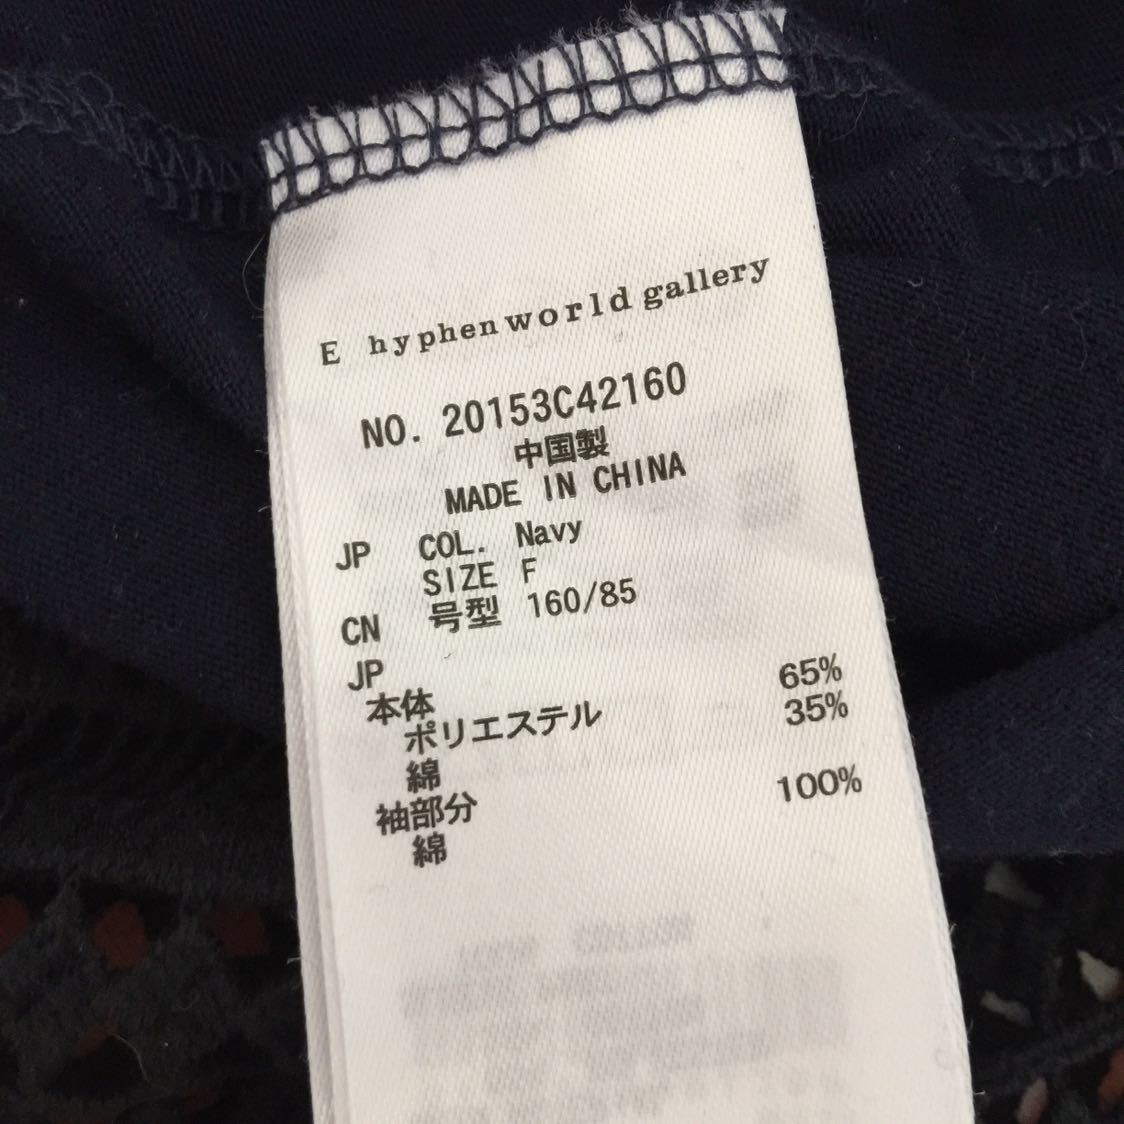 E hyphen world gallery
NO. 20153C42160
中国製
MADE IN CHINA
JP COL. Navy
SIZE F
CN 号型 160/85
JP
本体
ポリエステル 65%
綿 35%
袖部分
綿 100%